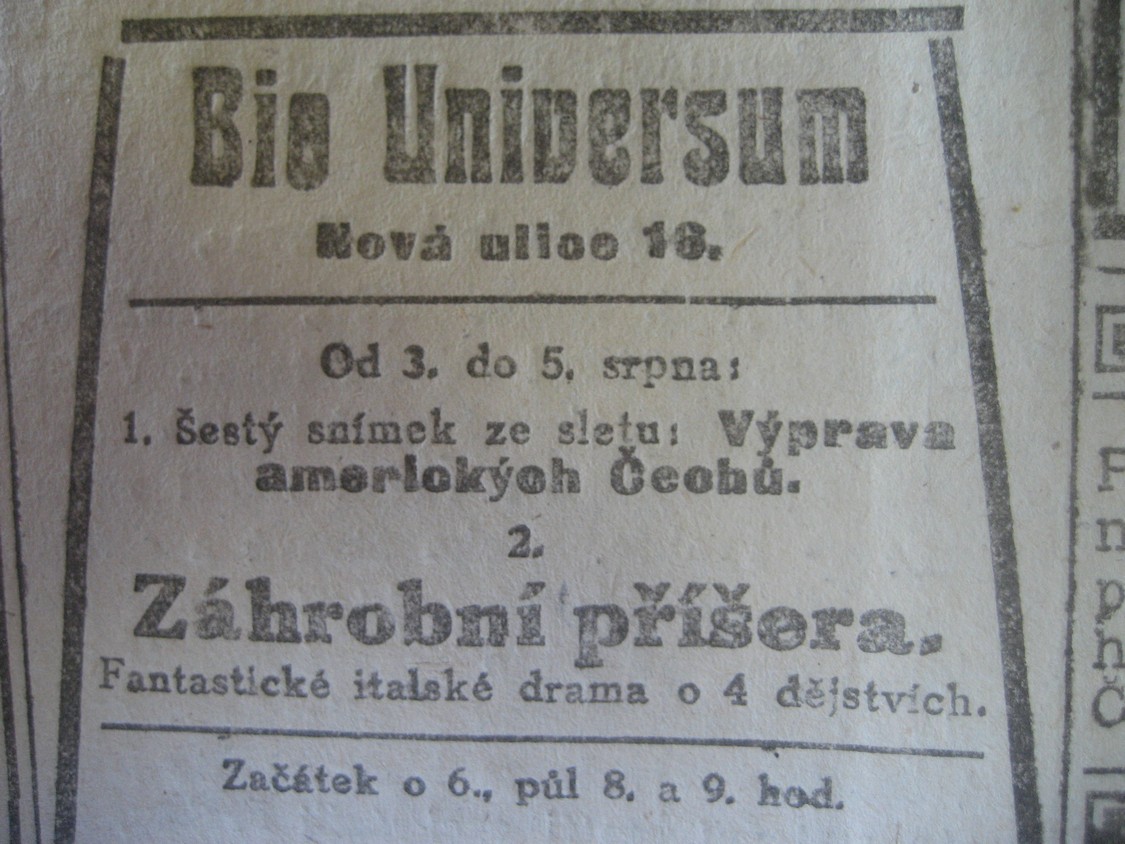 Bio Universum
Nová ulice 16.
Od 3. do 5. srpna:
1. Šestý snímek ze sletu: Výprava
amerických Čechů.
2.
Záhrobní příšera.
Fantastické italské drama o 4 dějstvích.
Začátek o 6., půl 8. a 9. hod.